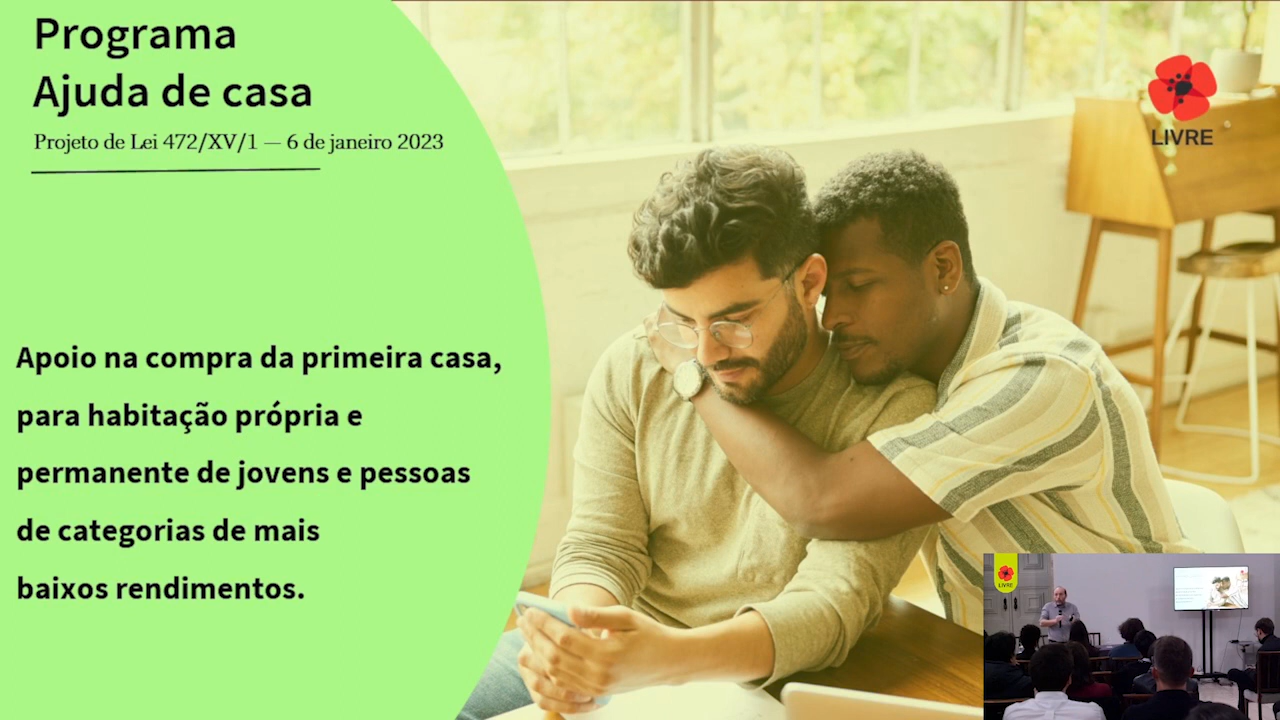 Programa
Ajuda de casa
Projeto de Lei 472/XV/1 — 6 de janeiro 2023
LIVRE
Apoio na compra da primeira casa,
para habitação própria e
permanente de jovens e pessoas
de categorias de mais
baixos rendimentos.
LIVRE